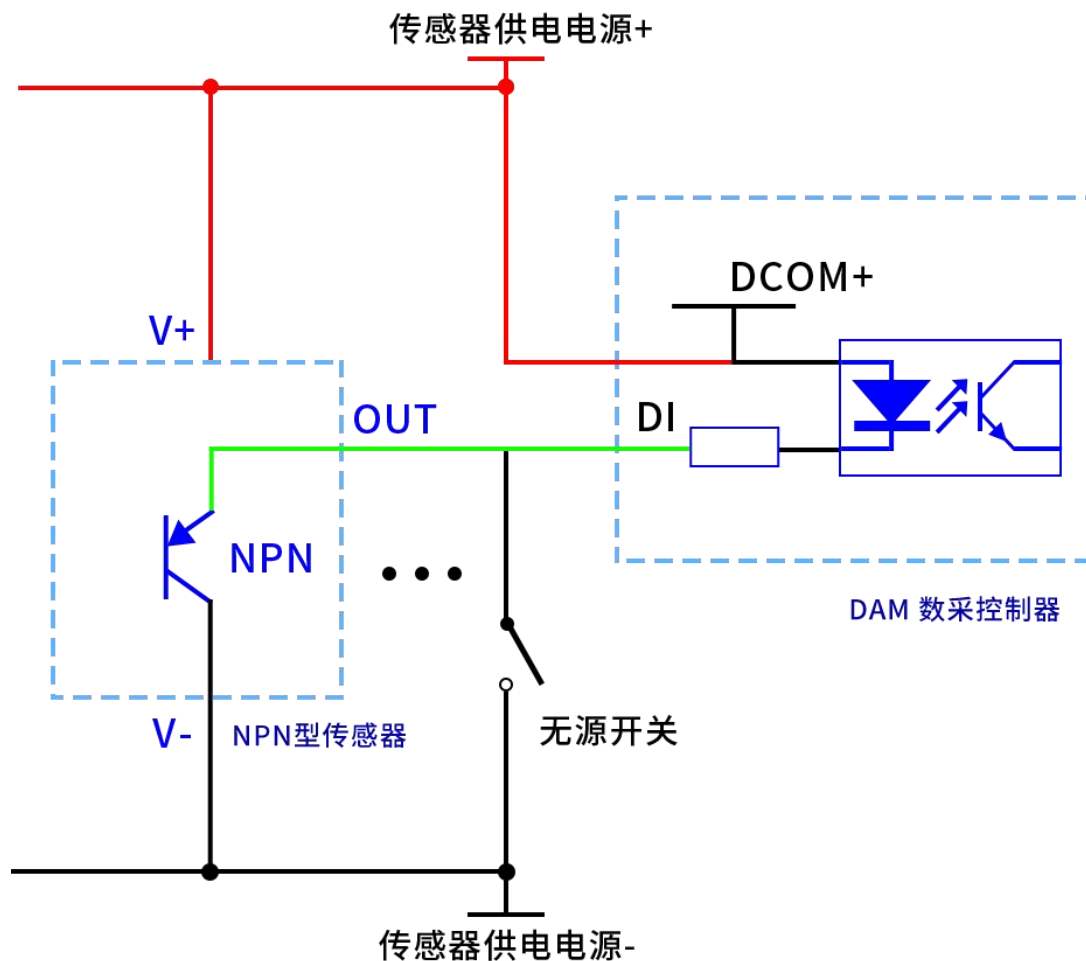 传感器供电电源+
DCOM+
V+
OUT
DI
NPN
DAM 数采控制器
V-
NPN型传感器
无源开关
传感器供电电源-